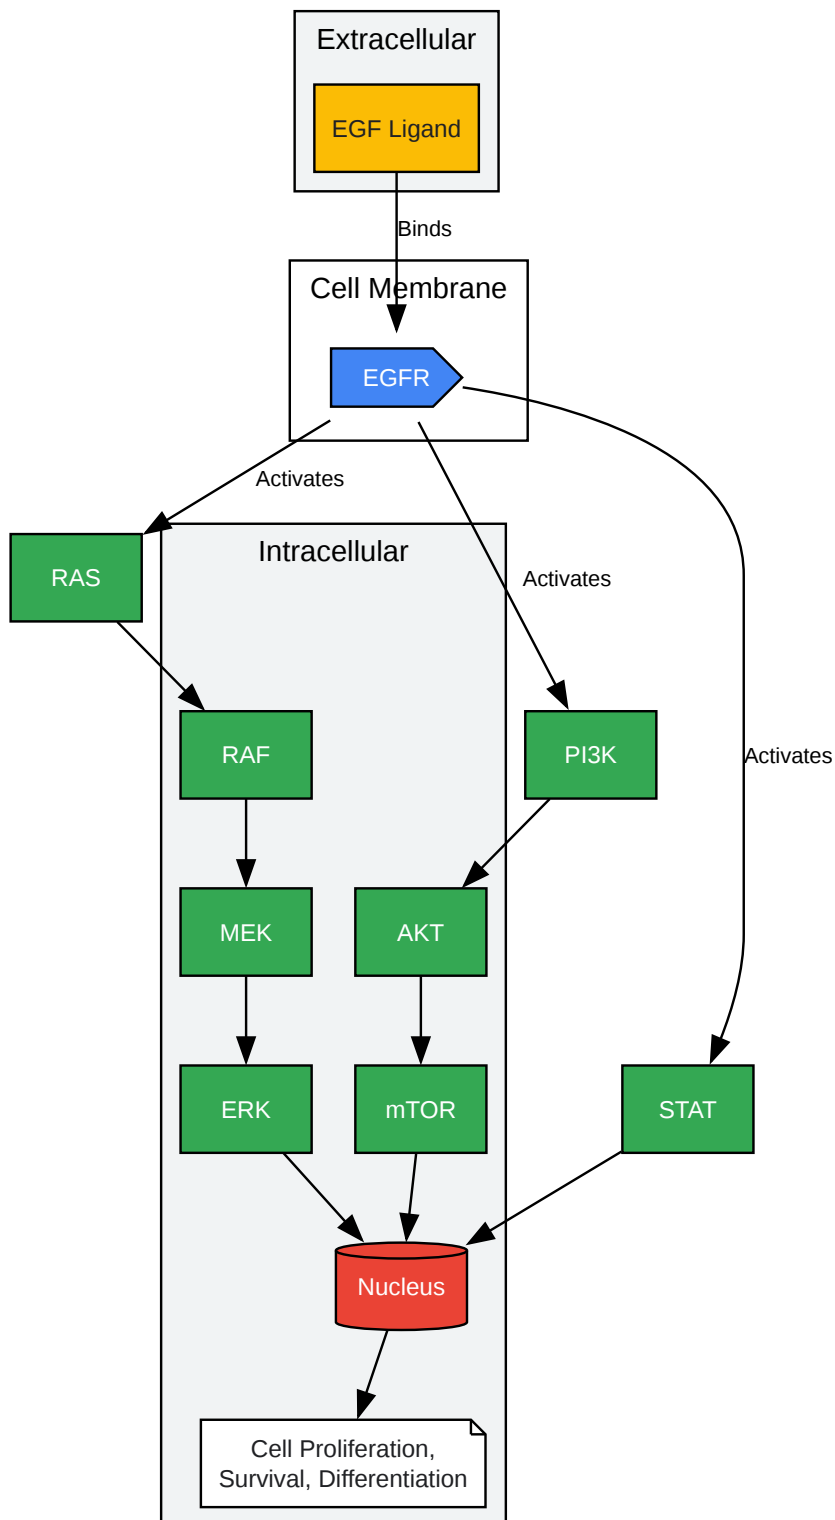 Extracellular
EGF Ligand
Binds
Cell Membrane
EGFR
Activates
Intracellular
RAS
Activates
RAF
PI3K
Activates
MEK
AKT
ERK
mTOR
STAT
Nucleus
Cell Proliferation,
Survival, Differentiation